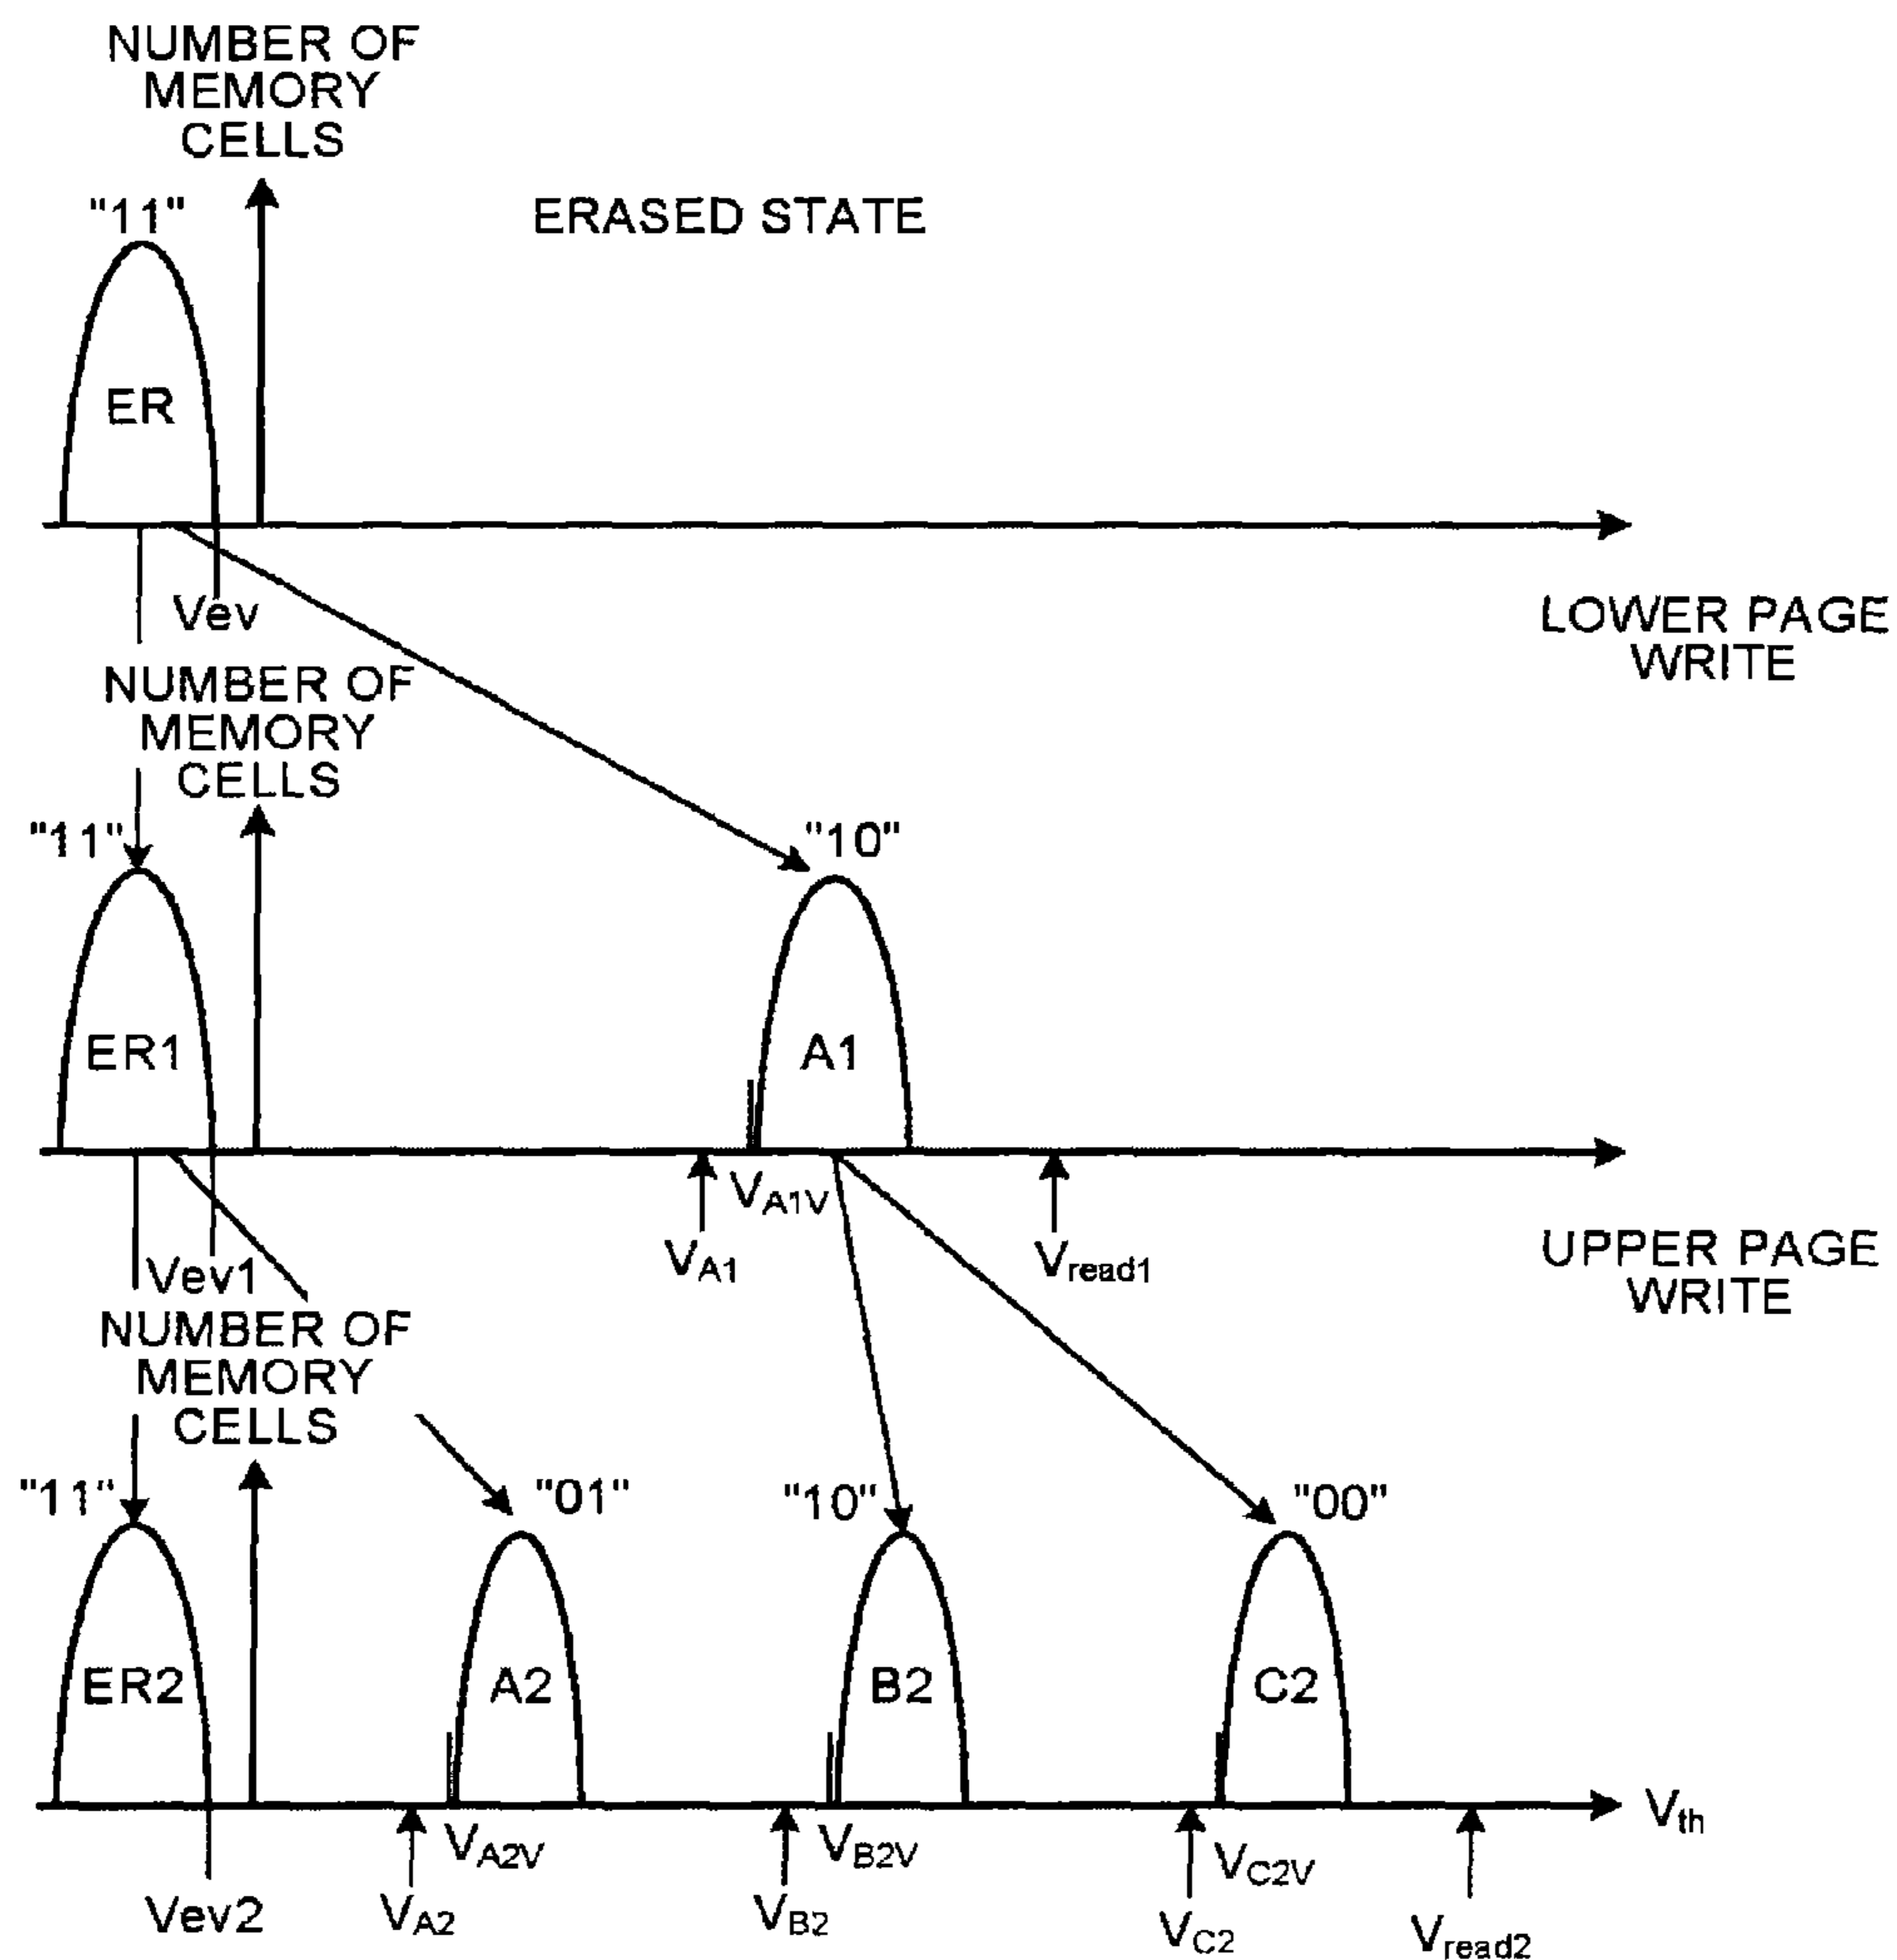 NUMBER OF
MEMORY
CELLS
"11"
ERASED STATE
ER
Vev
LOWER PAGE
WRITE
NUMBER OF
MEMORY
CELLS
"11"
"10"
ER1
A1
VA1V
VA1
Vread1
Vev1
UPPER PAGE
WRITE
NUMBER OF
MEMORY
CELLS
"11"
"01"
"10"
"00"
ER2
A2
B2
C2
Vth
VA2V
VB2V
VC2V
Vev2
VA2
VB2
VC2
Vread2